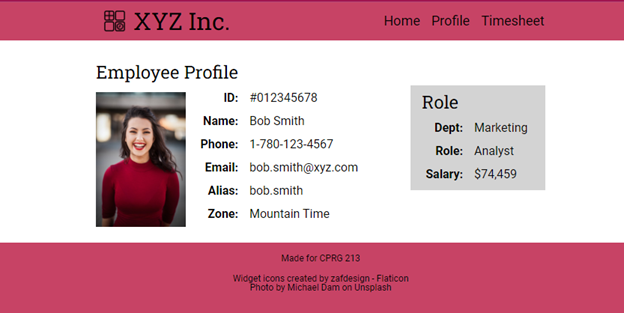 XYZ Inc.
Home Profile Timesheet
Employee Profile
ID: #012345678
Name: Bob Smith
Phone: 1-780-123-4567
Email: bob.smith@xyz.com
Alias: bob.smith
Zone: Mountain Time
Role
Dept: Marketing
Role: Analyst
Salary: $74,459
Made for CPRG 213
Widget icons created by zafdesign - Flaticon
Photo by Michael Dam on Unsplash